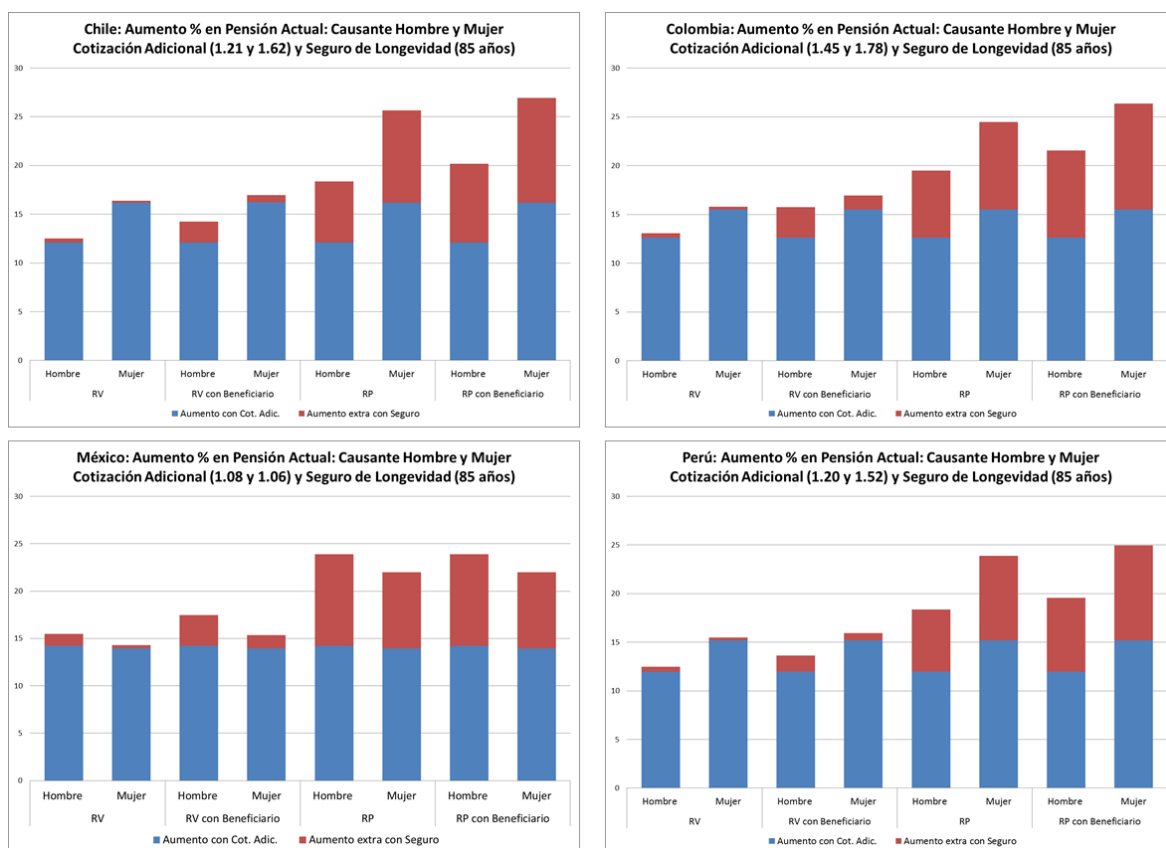 Chile: Aumento % en Pensión Actual: Causante Hombre y Mujer
Cotización Adicional (1.21 y 1.62) y Seguro de Longevidad (85 años)
30
25
20
15
10
5
0
Hombre Mujer Hombre Mujer Hombre Mujer Hombre Mujer
RV RV con Beneficiario RP RP con Beneficiario
Aumento con Cot. Adic. Aumento extra con Seguro
Colombia: Aumento % en Pensión Actual: Causante Hombre y Mujer
Cotización Adicional (1.45 y 1.78) y Seguro de Longevidad (85 años)
30
25
20
15
10
5
0
Hombre Mujer Hombre Mujer Hombre Mujer Hombre Mujer
RV RV con Beneficiario RP RP con Beneficiario
Aumento con Cot. Adic. Aumento extra con Seguro
México: Aumento % en Pensión Actual: Causante Hombre y Mujer
Cotización Adicional (1.08 y 1.06) y Seguro de Longevidad (85 años)
30
25
20
15
10
5
0
Hombre Mujer Hombre Mujer Hombre Mujer Hombre Mujer
RV RV con Beneficiario RP RP con Beneficiario
Aumento con Cot. Adic. Aumento extra con Seguro
Perú: Aumento % en Pensión Actual: Causante Hombre y Mujer
Cotización Adicional (1.20 y 1.52) y Seguro de Longevidad (85 años)
30
25
20
15
10
5
0
Hombre Mujer Hombre Mujer Hombre Mujer Hombre Mujer
RV RV con Beneficiario RP RP con Beneficiario
Aumento con Cot. Adic. Aumento extra con Seguro